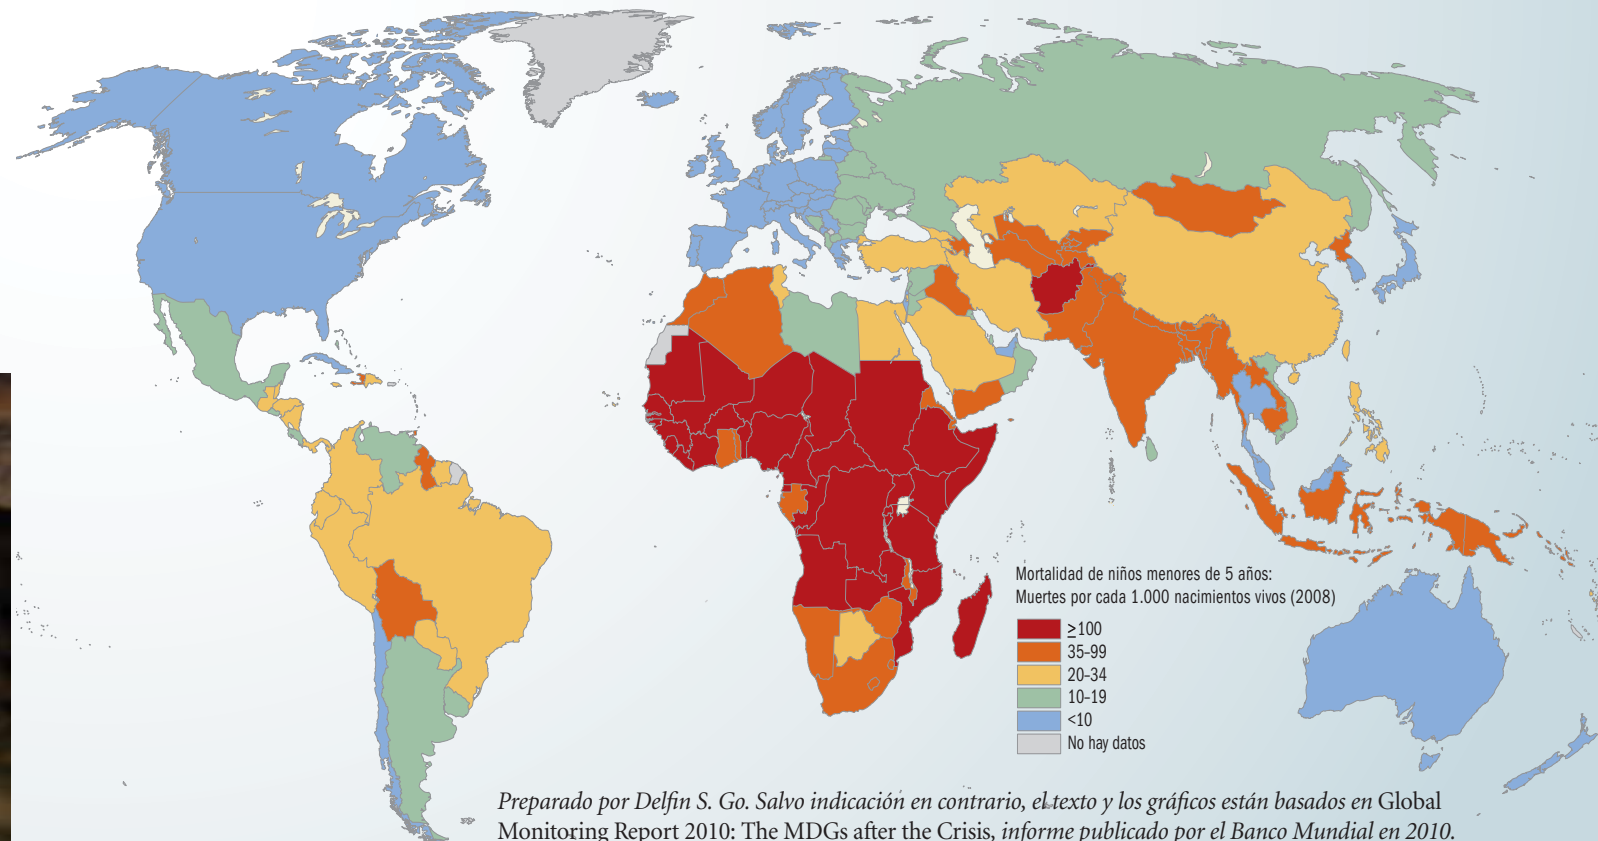 Mortalidad de niños menores de 5 años:
Muertes por cada 1.000 nacimientos vivos (2008)
≥100
35-99
20-34
10-19
<10
No hay datos
Preparado por Delfin S. Go. Salvo indicación en contrario, el texto y los gráficos están basados en Global
Monitoring Report 2010: The MDGs after the Crisis, informe publicado por el Banco Mundial en 2010.